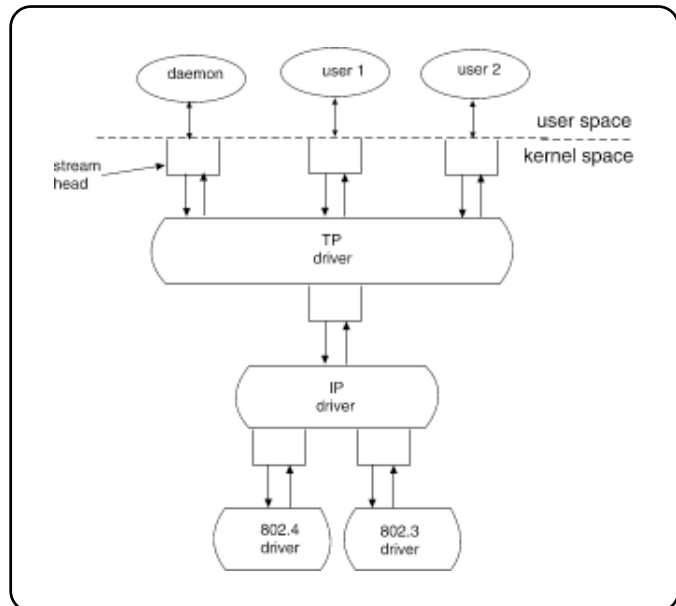 daemon
user 1
user 2
user space
kernel space
stream
head
TP
driver
IP
driver
802.4
driver
802.3
driver